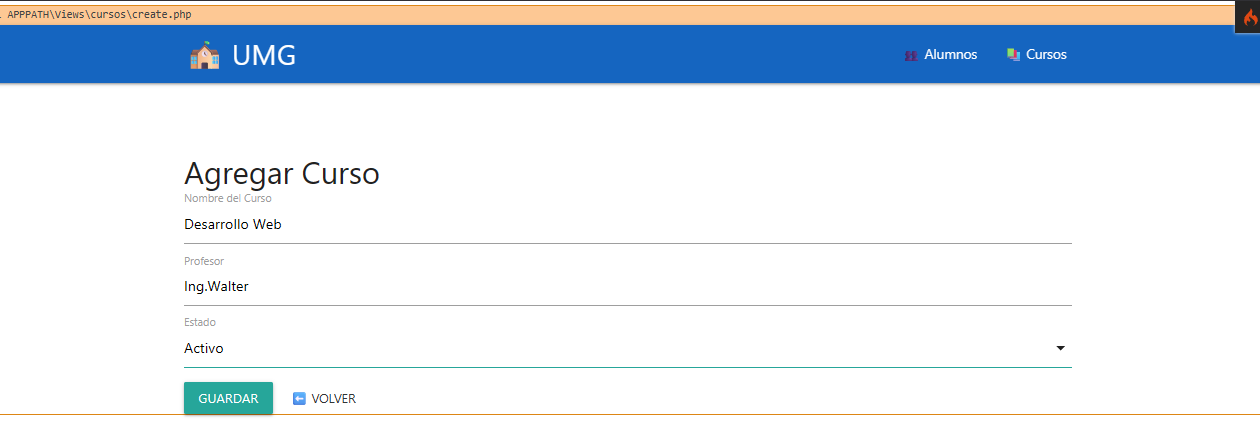 APPPATH\Views\cursos\create.php
UMG
Alumnos
Cursos
Agregar Curso
Nombre del Curso
Desarrollo Web
Profesor
Ing.Walter
Estado
Activo
GUARDAR
VOLVER